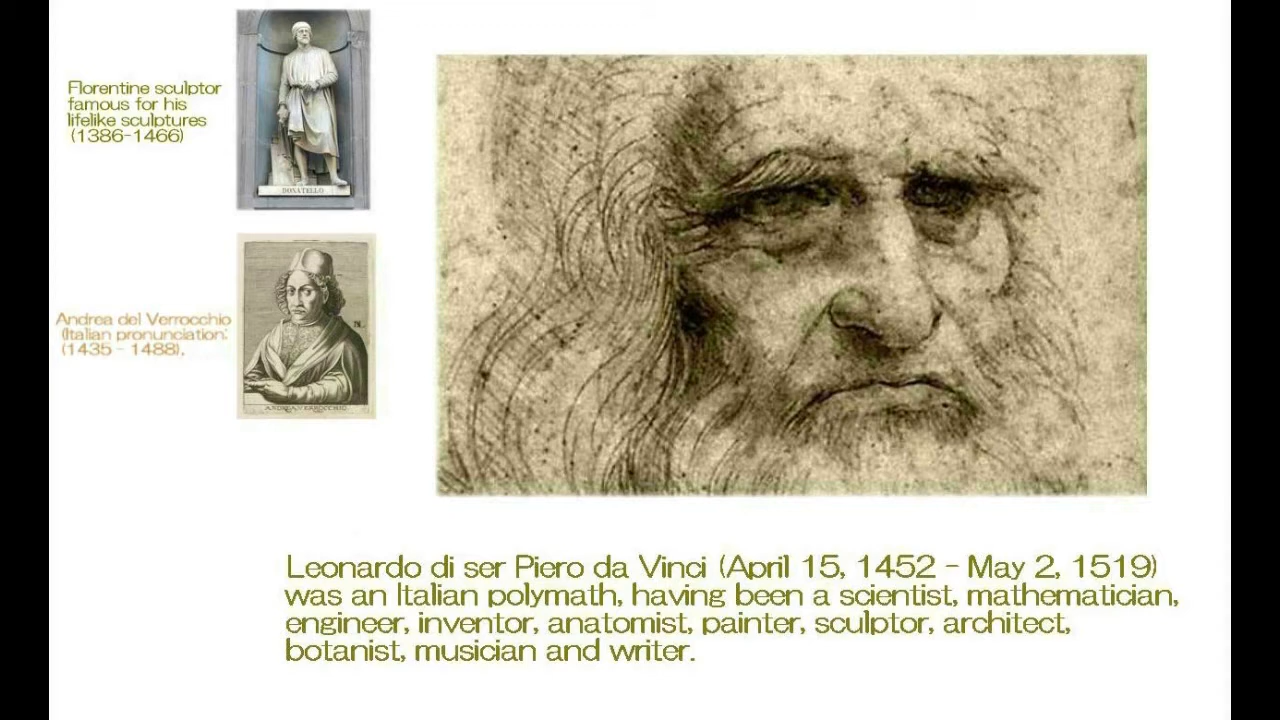 Florentine sculptor
famous for his
lifelike sculptures
(1386-1466)
DONATELLO
Andrea del Verrocchio
(Italian pronunciation:
(1435 - 1488).
Leonardo di ser Piero da Vinci (April 15, 1452 - May 2, 1519)
was an Italian polymath, having been a scientist, mathematician,
engineer, inventor, anatomist, painter, sculptor, architect,
botanist, musician and writer.